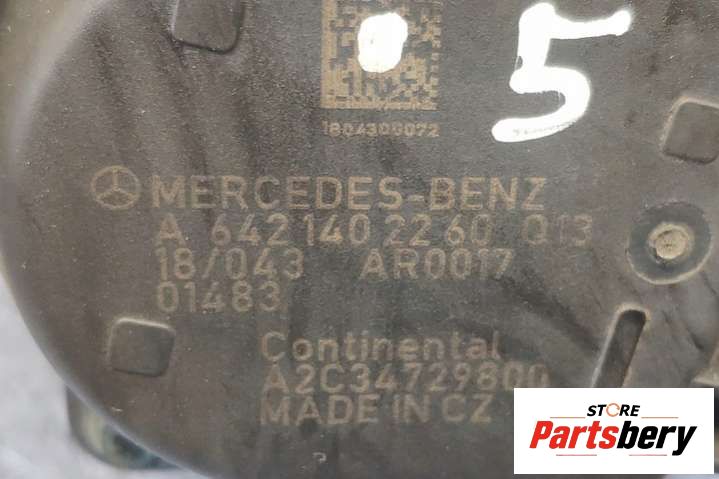 5
1804300072
MERCEDES-BENZ
A 642 140 22 60 Q13
18/043 AR0017
01483
Continental
A2C34729800
MADE IN CZ
STORE
Partsbery